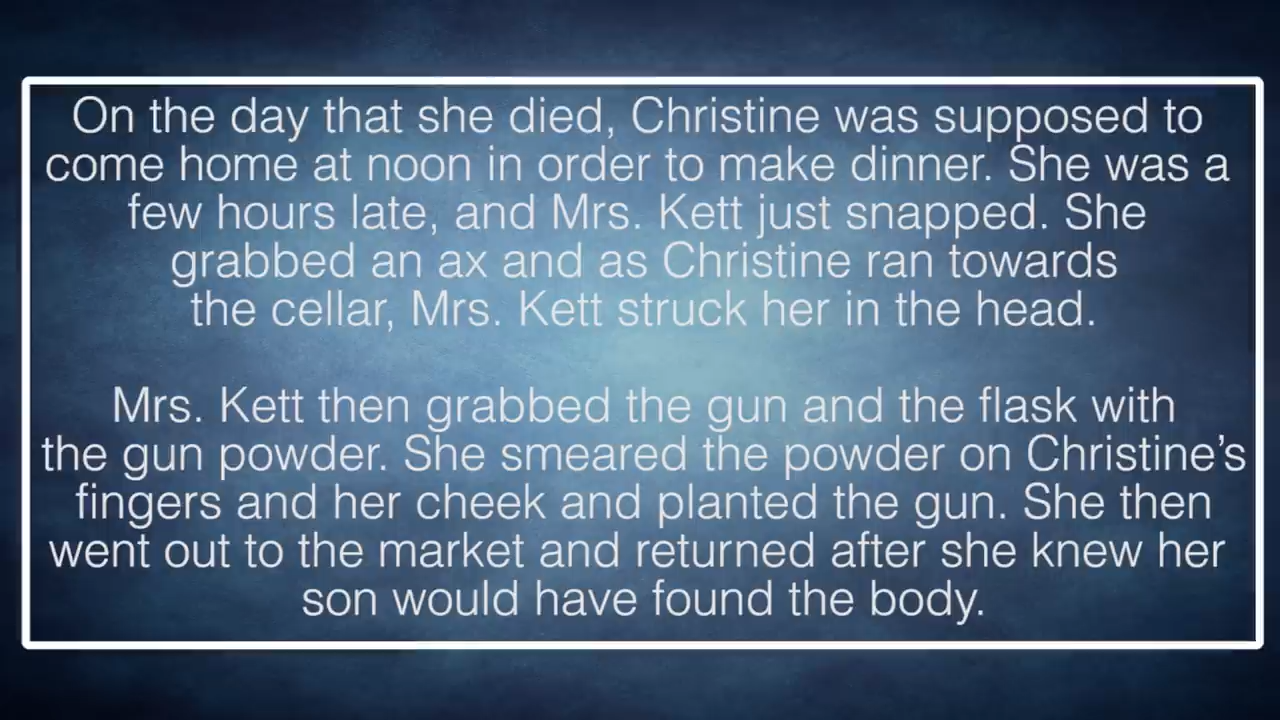 On the day that she died, Christine was supposed to
come home at noon in order to make dinner. She was a
few hours late, and Mrs. Kett just snapped. She
grabbed an ax and as Christine ran towards
the cellar, Mrs. Kett struck her in the head.
Mrs. Kett then grabbed the gun and the flask with
the gun powder. She smeared the powder on Christine’s
fingers and her cheek and planted the gun. She then
went out to the market and returned after she knew her
son would have found the body.